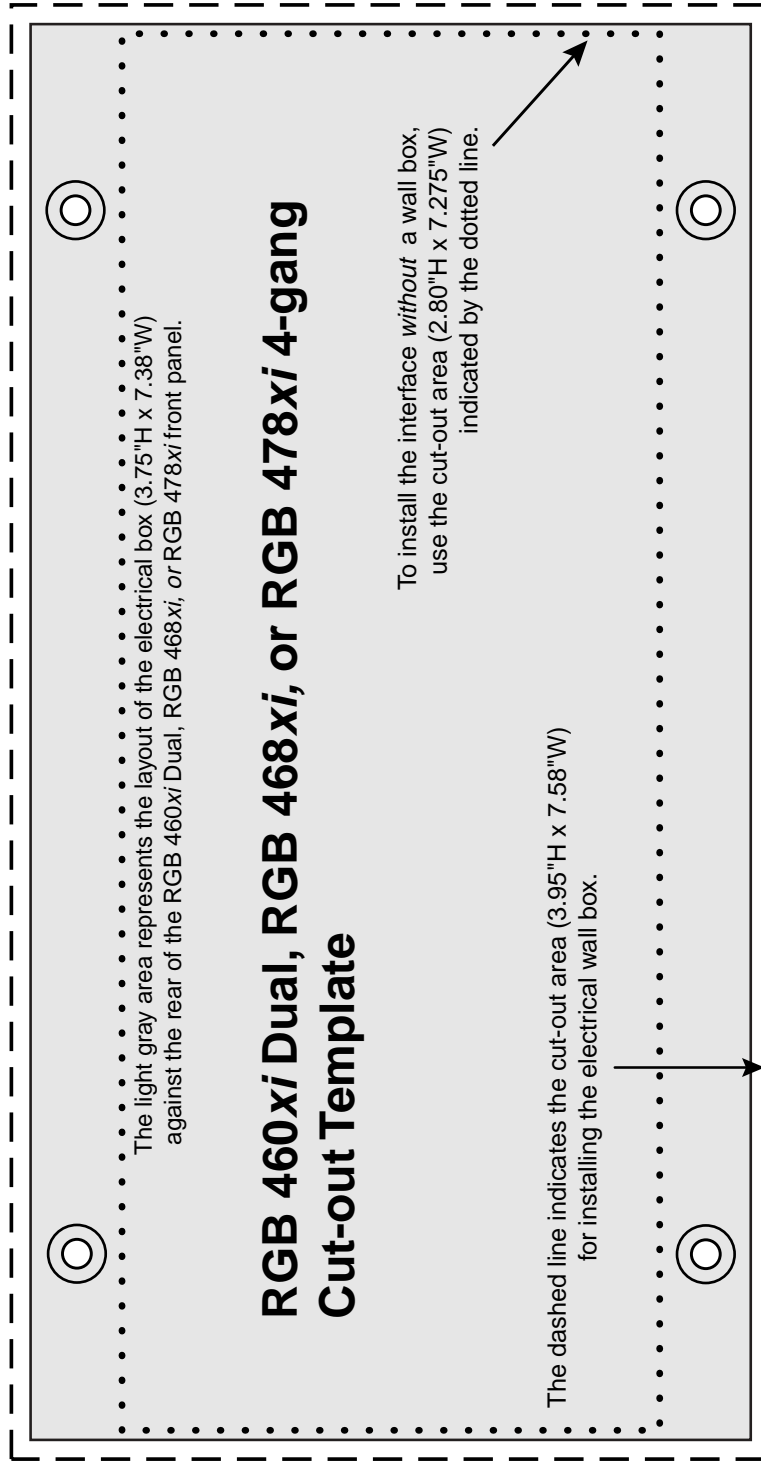 The light gray area represents the layout of the electrical box (3.75"H x 7.38"W)
against the rear of the RGB 460xi Dual, RGB 468xi, or RGB 478xi front panel.
RGB 460xi Dual, RGB 468xi, or RGB 478xi 4-gang
Cut-out Template
To install the interface without a wall box,
use the cut-out area (2.80"H x 7.275"W)
indicated by the dotted line.
The dashed line indicates the cut-out area (3.95"H x 7.58"W)
for installing the electrical wall box.